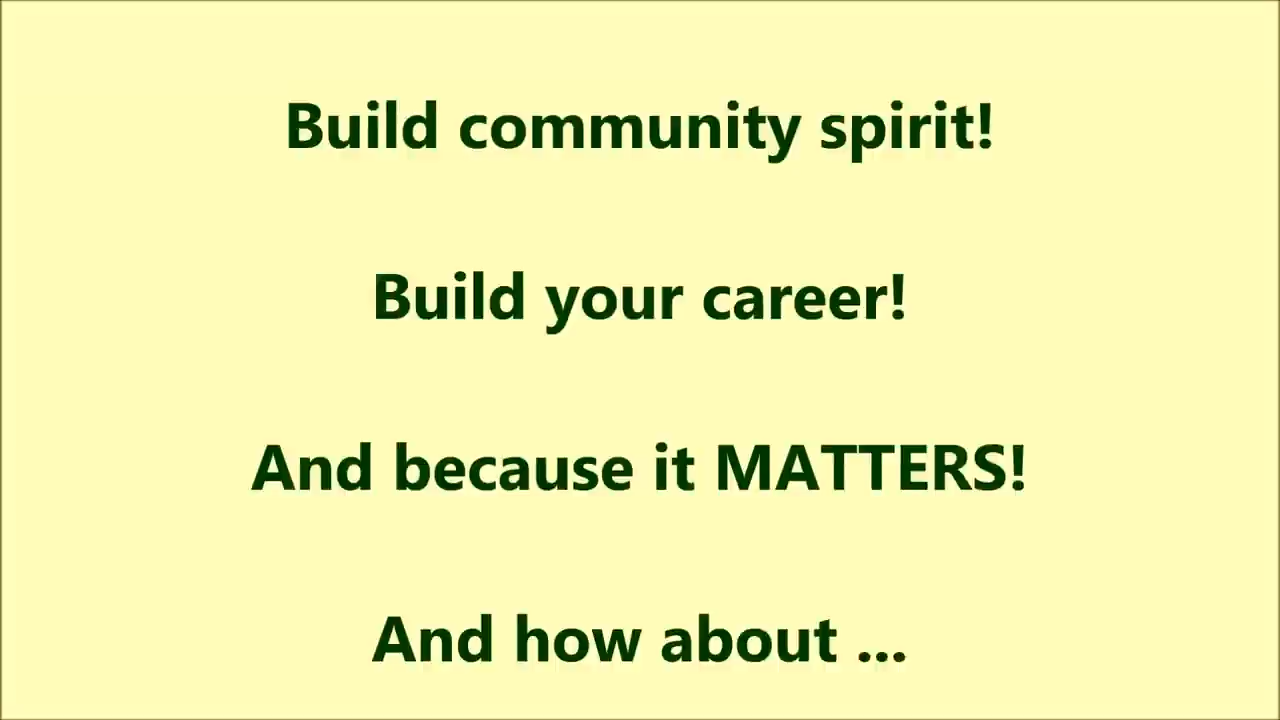 Build community spirit!
Build your career!
And because it MATTERS!
And how about ...